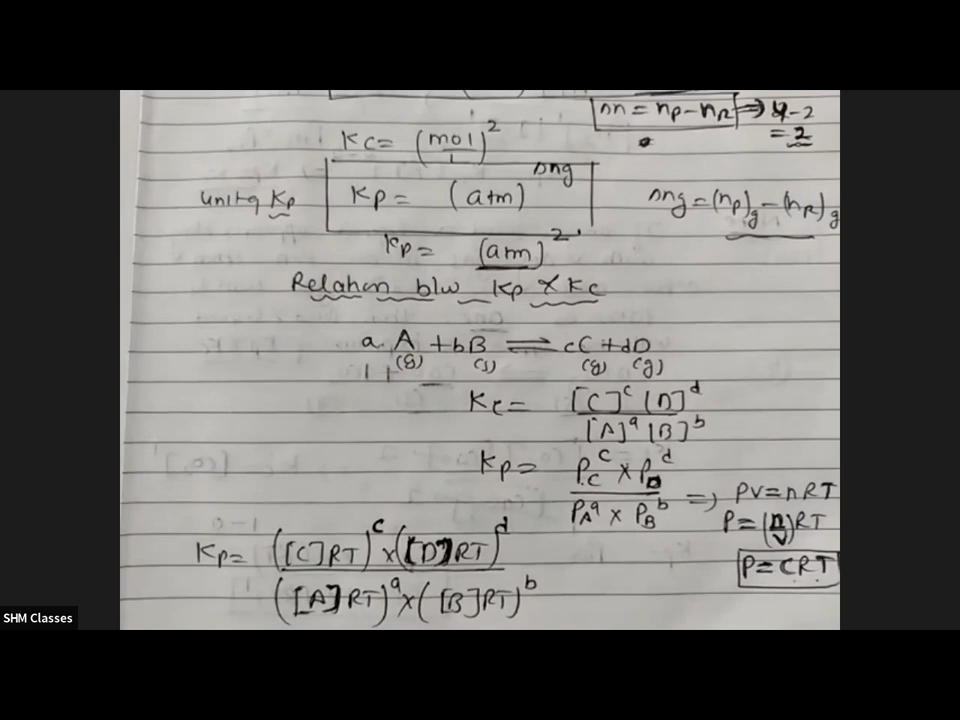 Δn = nP - nR ⇒ 4-2
= 2
Kc = (mol/L)^2
unit of Kp Kp = (atm)^Δng
Δng = (nP)g - (nR)g
Kp = (atm)^2
Relation b/w Kp & Kc
a A + bB ⇌ cC + dD
(g) (s) (g) (g)
Kc = [C]^c [D]^d / [A]^a [B]^b
Kp = PC^c × PD^d / PA^a × PB^b ⇒ PV = nRT
P = (n/V)RT
P = CRT
Kp = ([C]RT)^c × ([D]RT)^d / ([A]RT)^a × ([B]RT)^b
SHM Classes